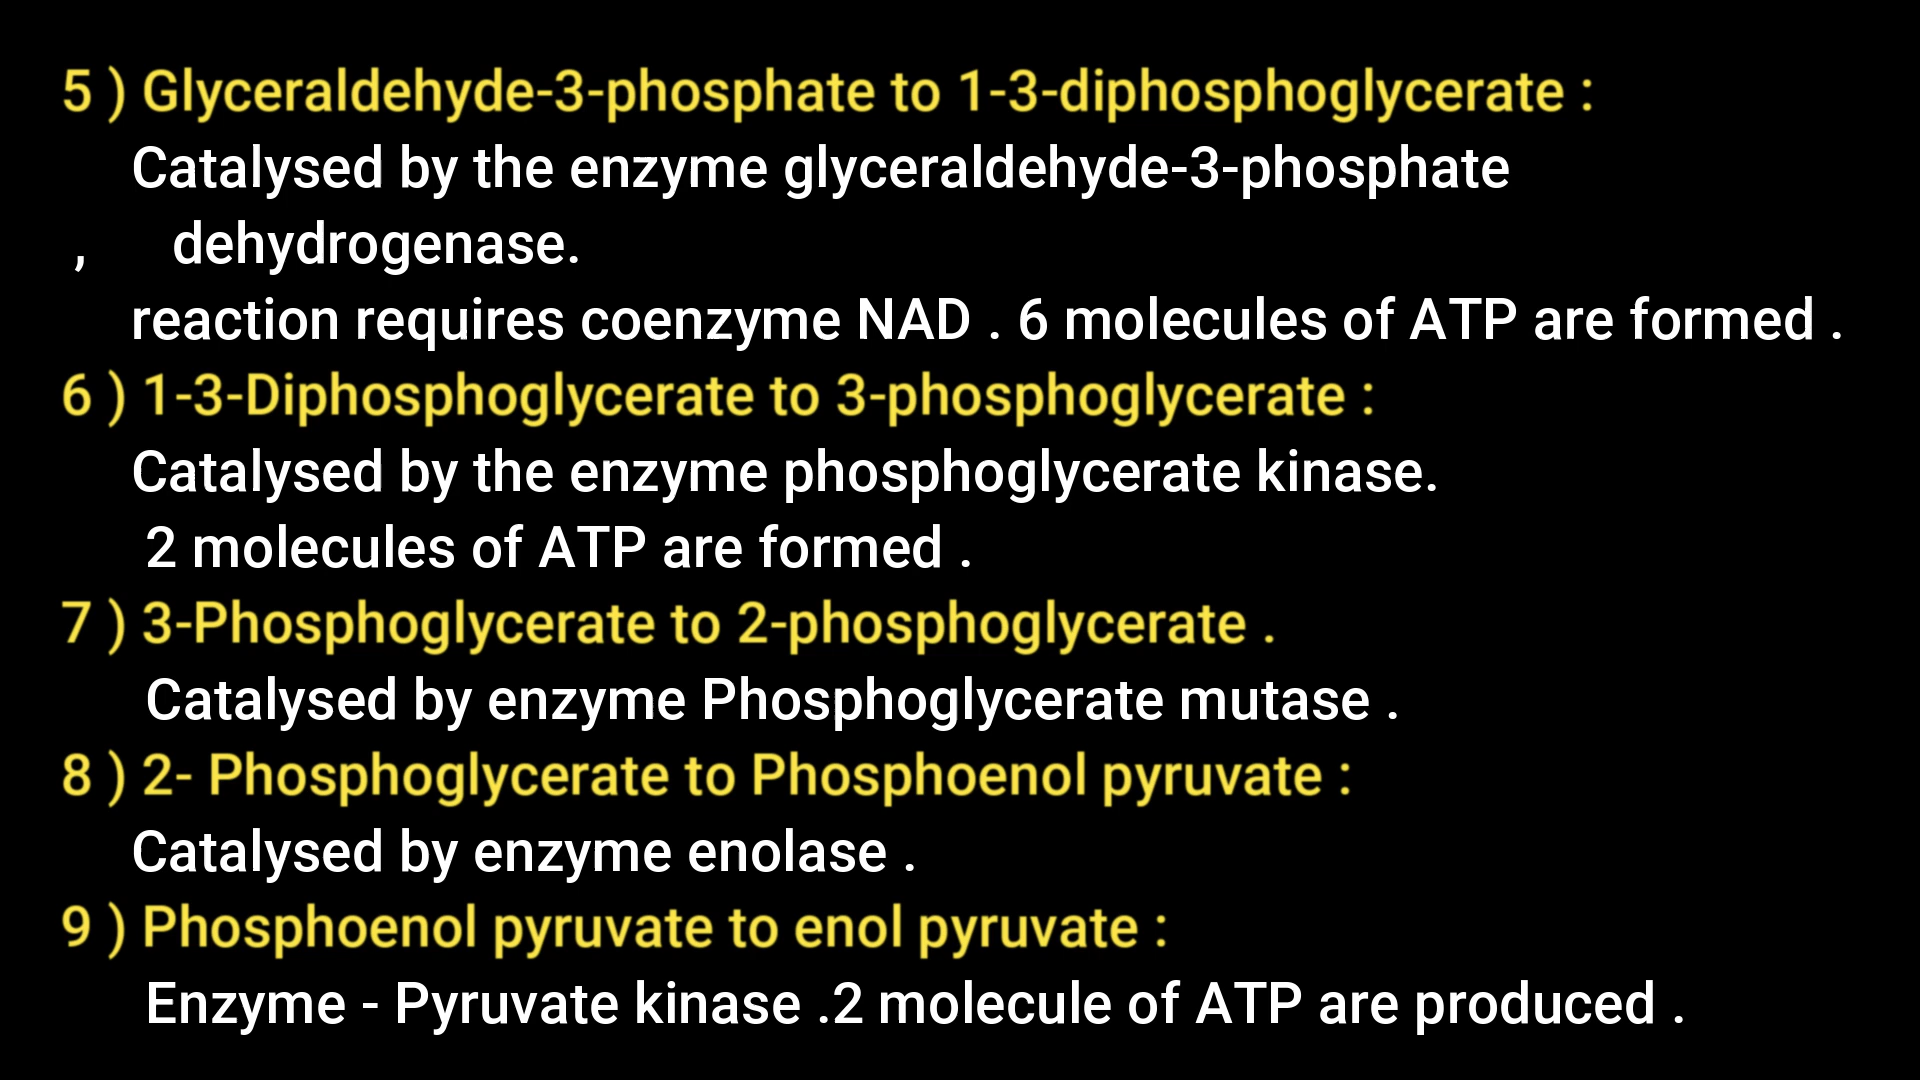 5 ) Glyceraldehyde-3-phosphate to 1-3-diphosphoglycerate :
Catalysed by the enzyme glyceraldehyde-3-phosphate
, dehydrogenase.
reaction requires coenzyme NAD . 6 molecules of ATP are formed .
6 ) 1-3-Diphosphoglycerate to 3-phosphoglycerate :
Catalysed by the enzyme phosphoglycerate kinase.
2 molecules of ATP are formed .
7 ) 3-Phosphoglycerate to 2-phosphoglycerate .
Catalysed by enzyme Phosphoglycerate mutase .
8 ) 2- Phosphoglycerate to Phosphoenol pyruvate :
Catalysed by enzyme enolase .
9 ) Phosphoenol pyruvate to enol pyruvate :
Enzyme - Pyruvate kinase .2 molecule of ATP are produced .